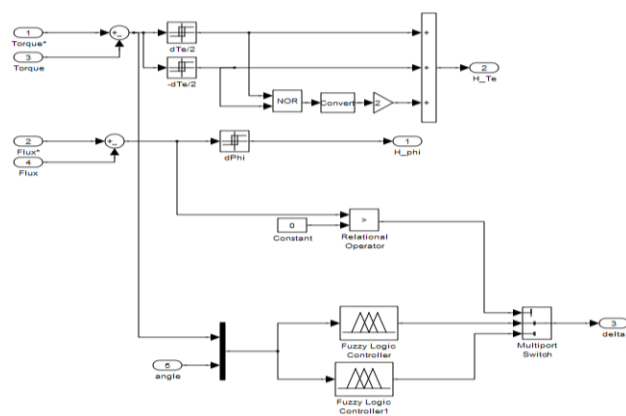 1
Torque*
3
Torque
+
-
dTe/2
-dTe/2
NOR
Convert
2
+
+
+
2
H_Te
2
Flux*
4
Flux
+
-
dPhi
1
H_phi
0
Constant
>
Relational
Operator
5
angle
Fuzzy Logic
Controller
Fuzzy Logic
Controller1
Multiport
Switch
3
delta